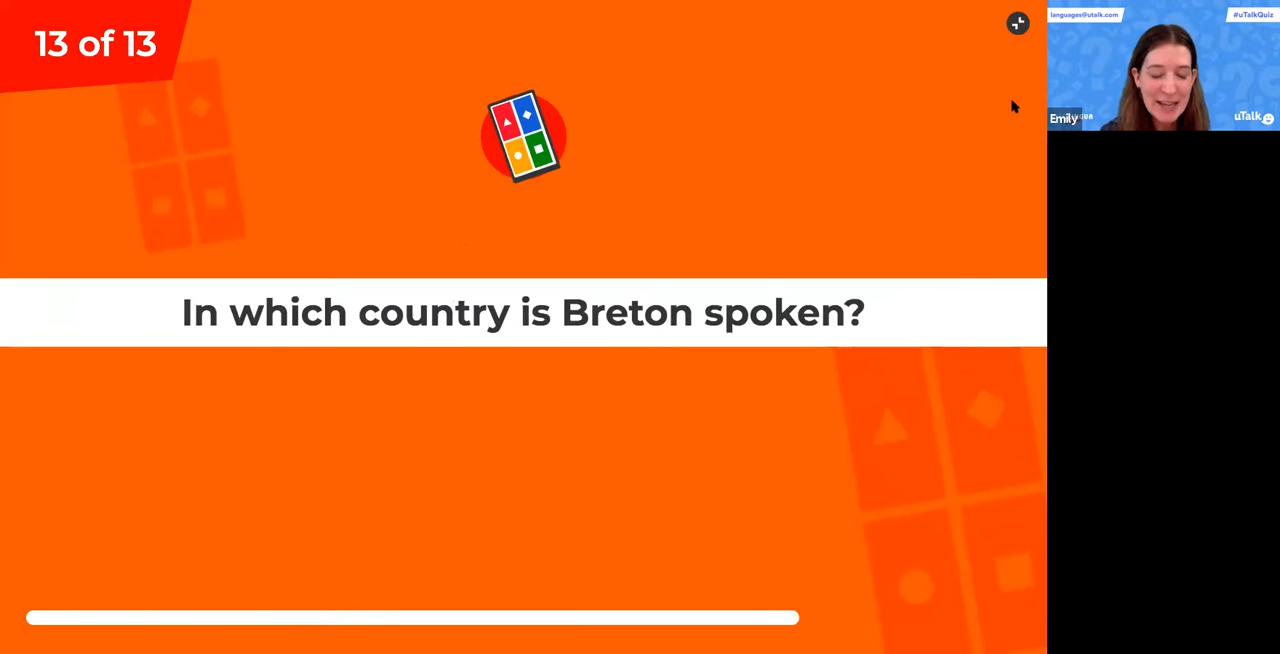 13 of 13
languages@utalk.com
#uTalkQuiz
Emily
uTalk
In which country is Breton spoken?